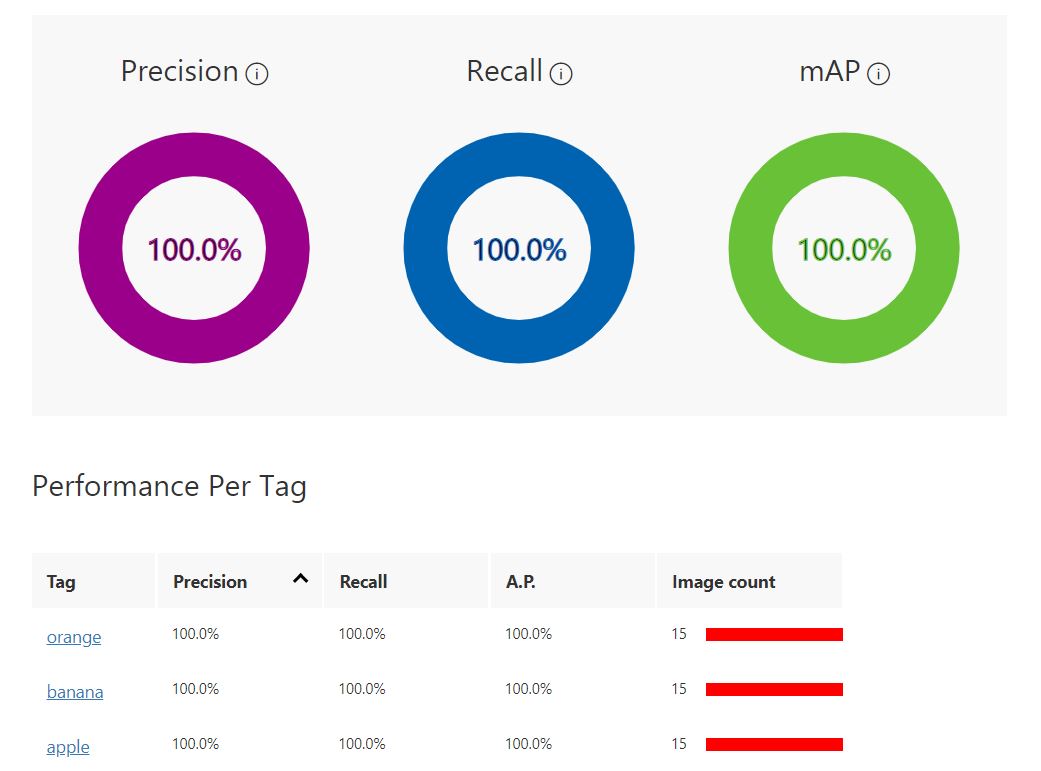 Precision Recall mAP
100.0% 100.0% 100.0%
Performance Per Tag
Tag Precision Recall A.P. Image count
orange 100.0% 100.0% 100.0% 15
banana 100.0% 100.0% 100.0% 15
apple 100.0% 100.0% 100.0% 15